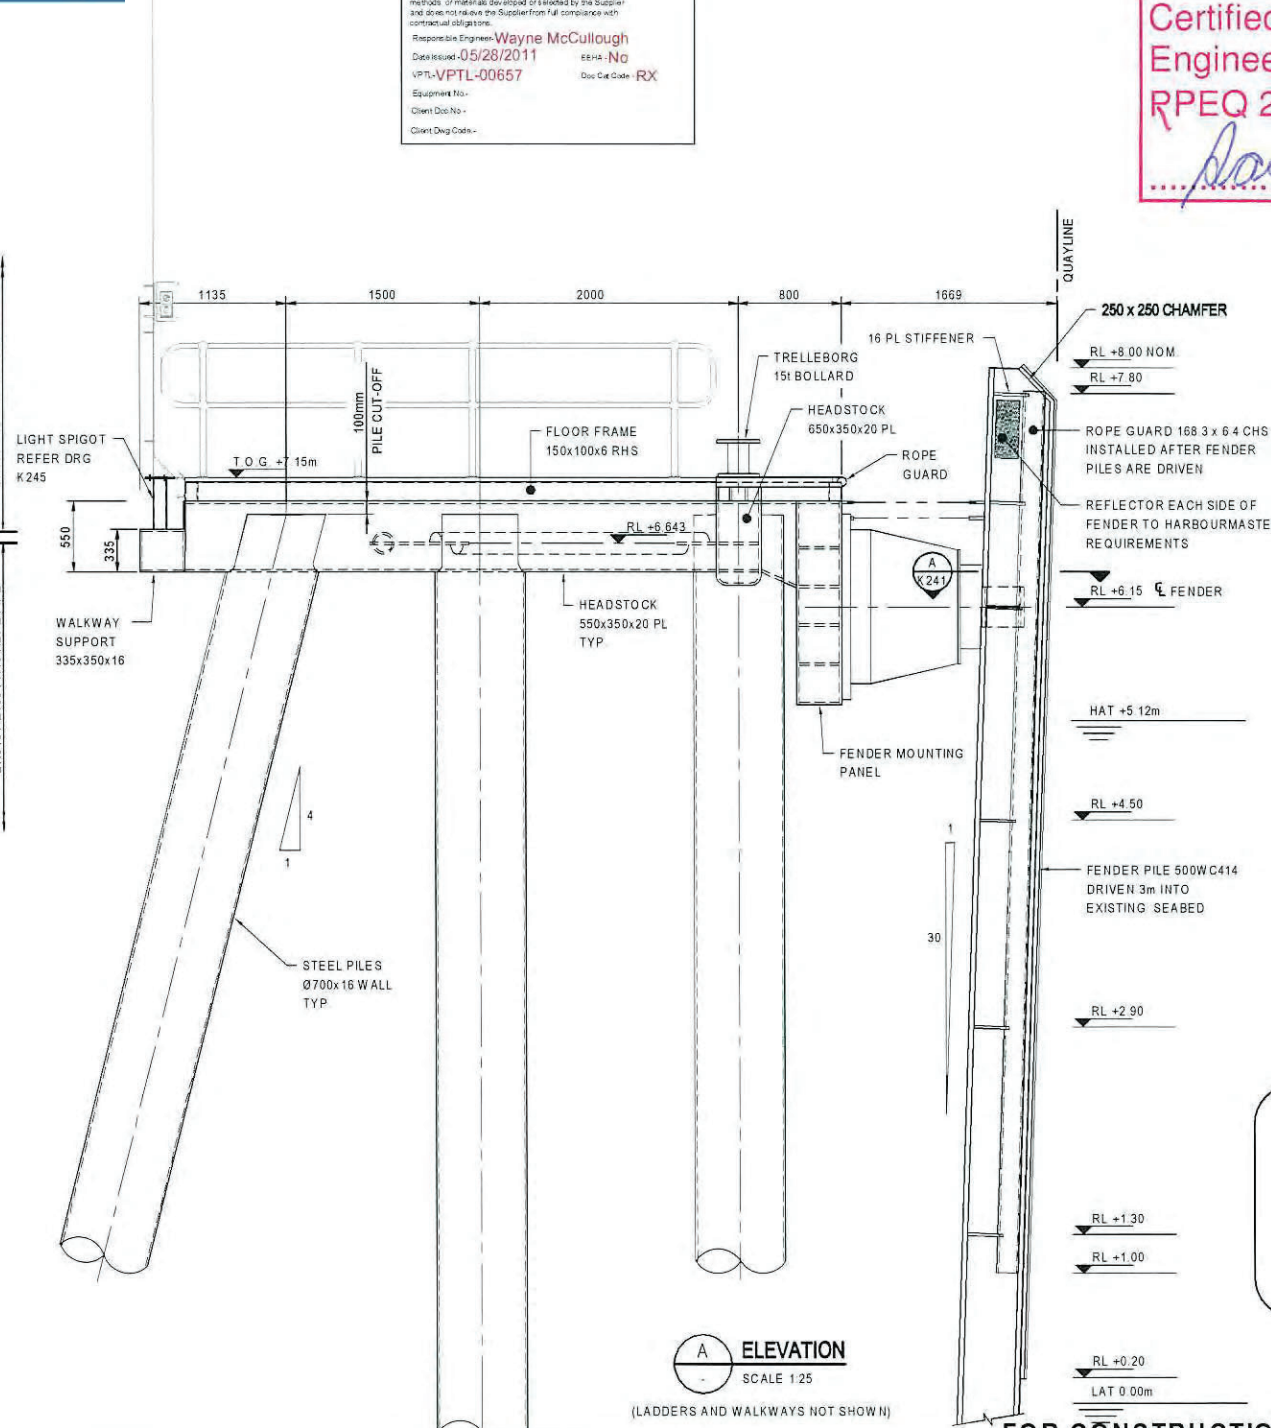 methods or materials developed or selected by the Supplier
and does not relieve the Supplier from full compliance with
contractual obligations.
Responsible Engineer- Wayne McCullough
Date Issued - 05/28/2011 EEHA - No
VPTL- VPTL-00657 Doc Cat Code - RX
Equipment No.-
Client Doc No -
Client Dwg Code -
Certified
RPEQ 2
QUAYLINE
1135 1500 2000 800 1669
250 x 250 CHAMFER
16 PL STIFFENER
RL +8.00 NOM.
RL +7.80
TRELLEBORG
15t BOLLARD
100mm
PILE CUT-OFF
HEADSTOCK
650x350x20 PL
LIGHT SPIGOT
REFER DRG
K245
FLOOR FRAME
150x100x6 RHS
T.O.G. +7.15m
ROPE
GUARD
ROPE GUARD 168.3 x 6.4 CHS
INSTALLED AFTER FENDER
PILES ARE DRIVEN
REFLECTOR EACH SIDE OF
FENDER TO HARBOURMASTE
REQUIREMENTS
550
335
RL +6.643
A
K241
RL +6.15 ℄ FENDER
WALKWAY
SUPPORT
335x350x16
HEADSTOCK
550x350x20 PL
TYP
HAT +5.12m
FENDER MOUNTING
PANEL
RL +4.50
4
1
1
30
FENDER PILE 500WC414
DRIVEN 3m INTO
EXISTING SEABED
STEEL PILES
Ø700x16 WALL
TYP
RL +2.90
RL +1.30
RL +1.00
A
-
ELEVATION
SCALE 1:25
(LADDERS AND WALKWAYS NOT SHOWN)
RL +0.20
LAT 0.00m